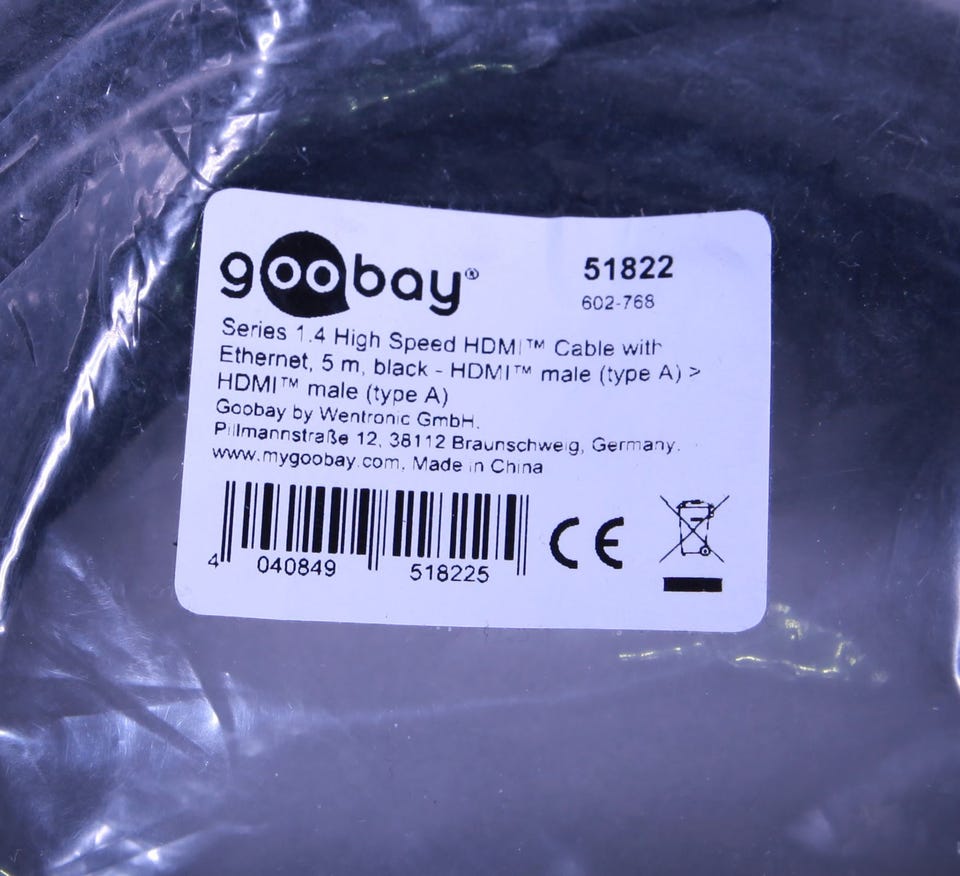 goobay®
51822
602-768
Series 1.4 High Speed HDMI™ Cable with
Ethernet, 5 m, black - HDMI™ male (type A) >
HDMI™ male (type A)
Goobay by Wentronic GmbH.
Pillmannstraße 12, 38112 Braunschweig, Germany.
www.mygoobay.com, Made in China
4 040849 518225
CE